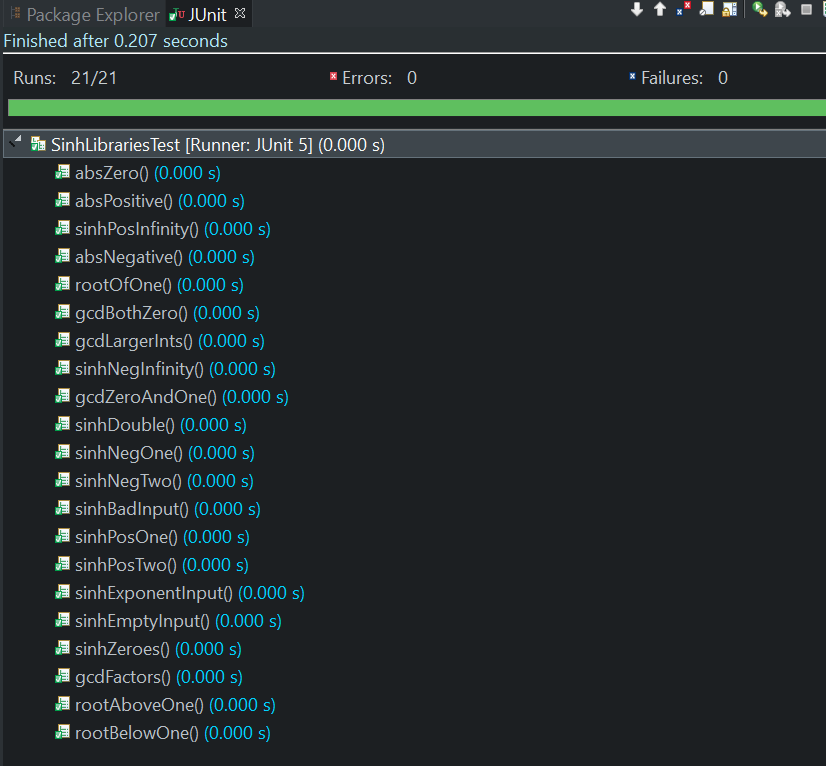 Package Explorer JUnit
Finished after 0.207 seconds
Runs: 21/21 Errors: 0 Failures: 0
SinhLibrariesTest [Runner: JUnit 5] (0.000 s)
absZero() (0.000 s)
absPositive() (0.000 s)
sinhPosInfinity() (0.000 s)
absNegative() (0.000 s)
rootOfOne() (0.000 s)
gcdBothZero() (0.000 s)
gcdLargerInts() (0.000 s)
sinhNegInfinity() (0.000 s)
gcdZeroAndOne() (0.000 s)
sinhDouble() (0.000 s)
sinhNegOne() (0.000 s)
sinhNegTwo() (0.000 s)
sinhBadInput() (0.000 s)
sinhPosOne() (0.000 s)
sinhPosTwo() (0.000 s)
sinhExponentInput() (0.000 s)
sinhEmptyInput() (0.000 s)
sinhZeroes() (0.000 s)
gcdFactors() (0.000 s)
rootAboveOne() (0.000 s)
rootBelowOne() (0.000 s)